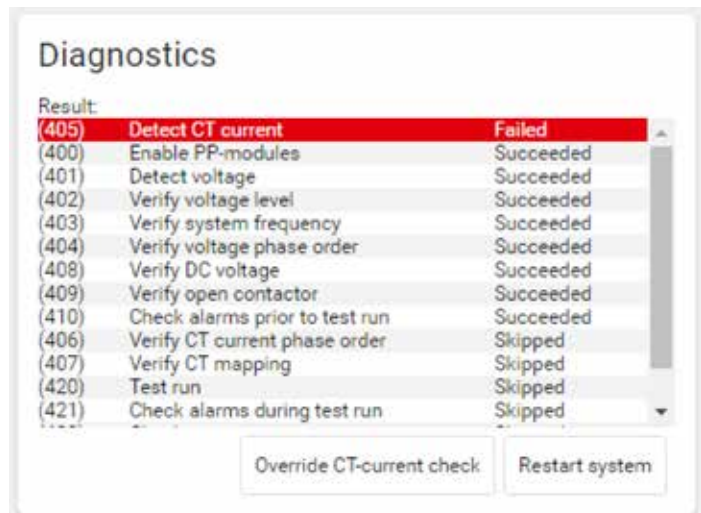 Diagnostics
Result:
(405) Detect CT current Failed
(400) Enable PP-modules Succeeded
(401) Detect voltage Succeeded
(402) Verify voltage level Succeeded
(403) Verify system frequency Succeeded
(404) Verify voltage phase order Succeeded
(408) Verify DC voltage Succeeded
(409) Verify open contactor Succeeded
(410) Check alarms prior to test run Succeeded
(406) Verify CT current phase order Skipped
(407) Verify CT mapping Skipped
(420) Test run Skipped
(421) Check alarms during test run Skipped
Override CT-current check Restart system